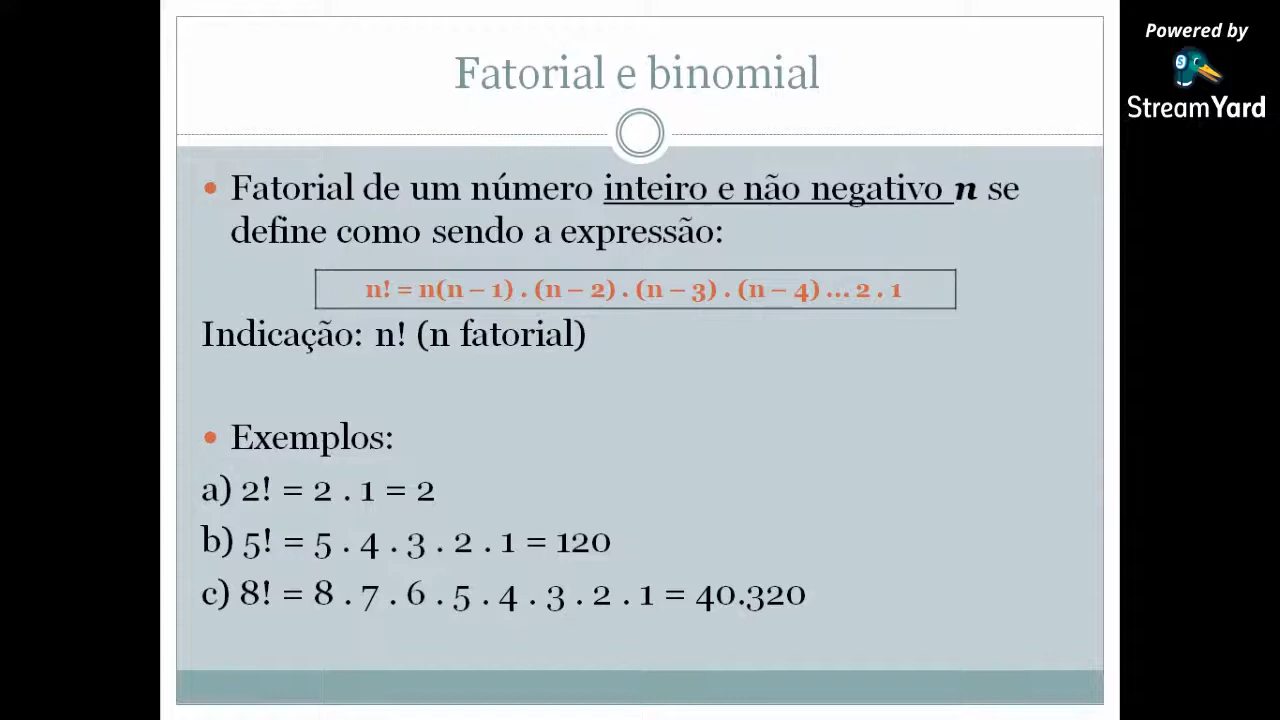 Fatorial e binomial
Powered by
StreamYard
• Fatorial de um número inteiro e não negativo n se
define como sendo a expressão:
n! = n(n – 1) . (n – 2) . (n – 3) . (n – 4) ... 2 . 1
Indicação: n! (n fatorial)
• Exemplos:
a) 2! = 2 . 1 = 2
b) 5! = 5 . 4 . 3 . 2 . 1 = 120
c) 8! = 8 . 7 . 6 . 5 . 4 . 3 . 2 . 1 = 40.320